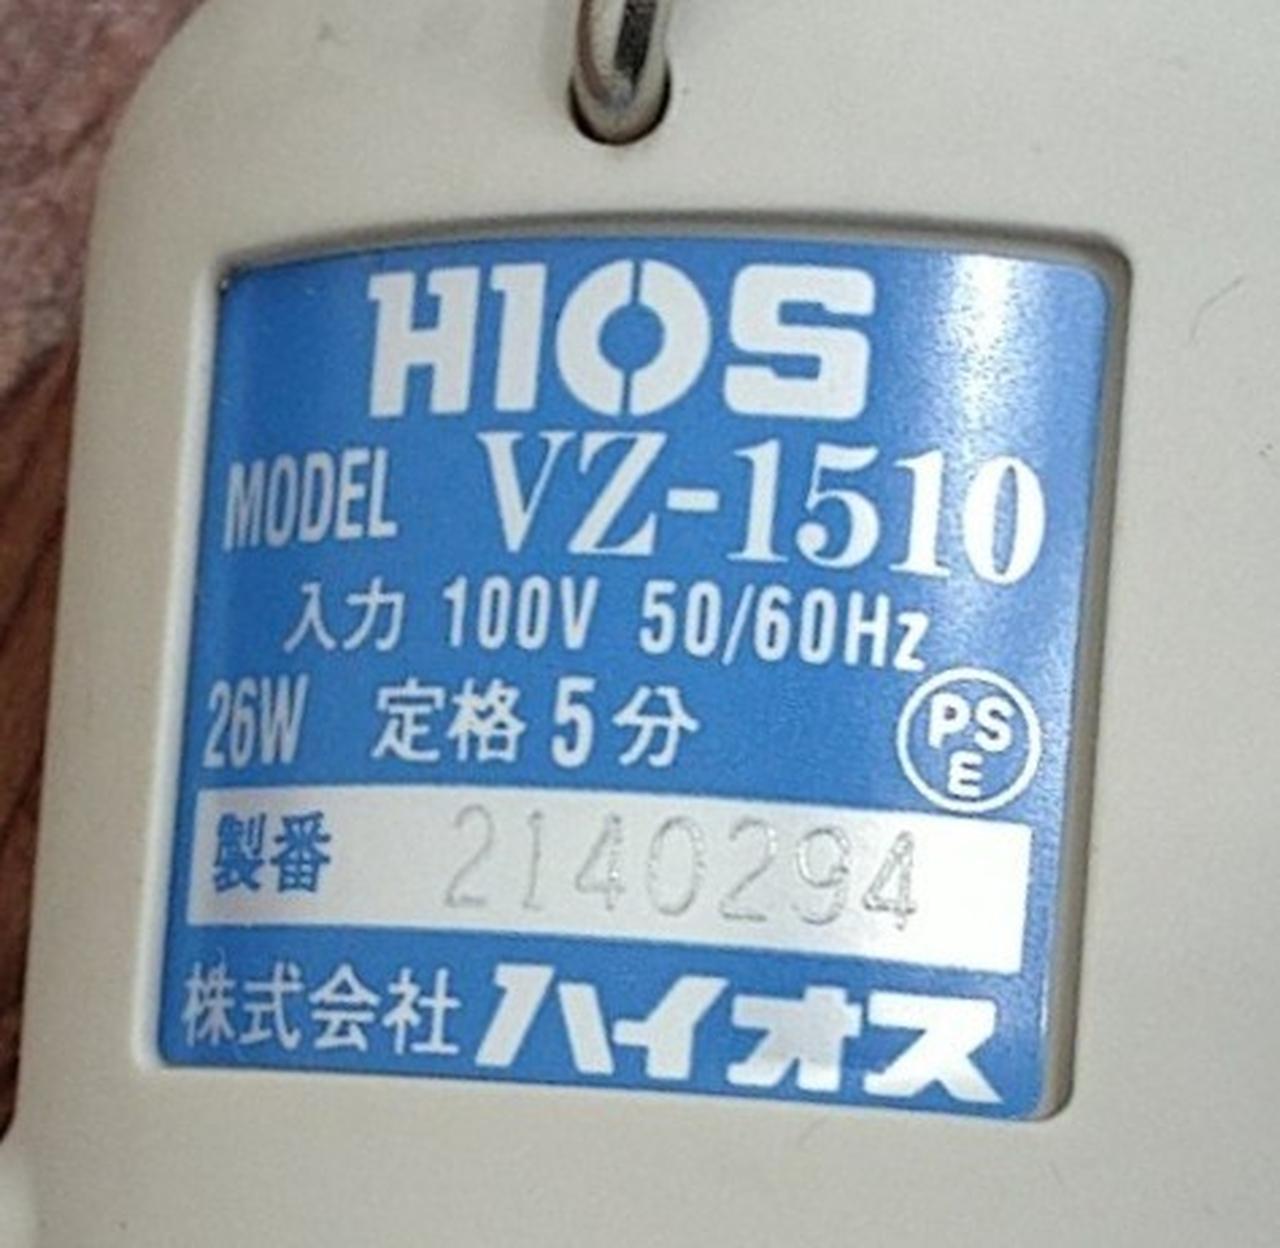 HIOS
MODEL VZ-1510
入力 100V 50/60Hz
26W 定格 5分
PSE
製番 2140294
株式会社ハイオス